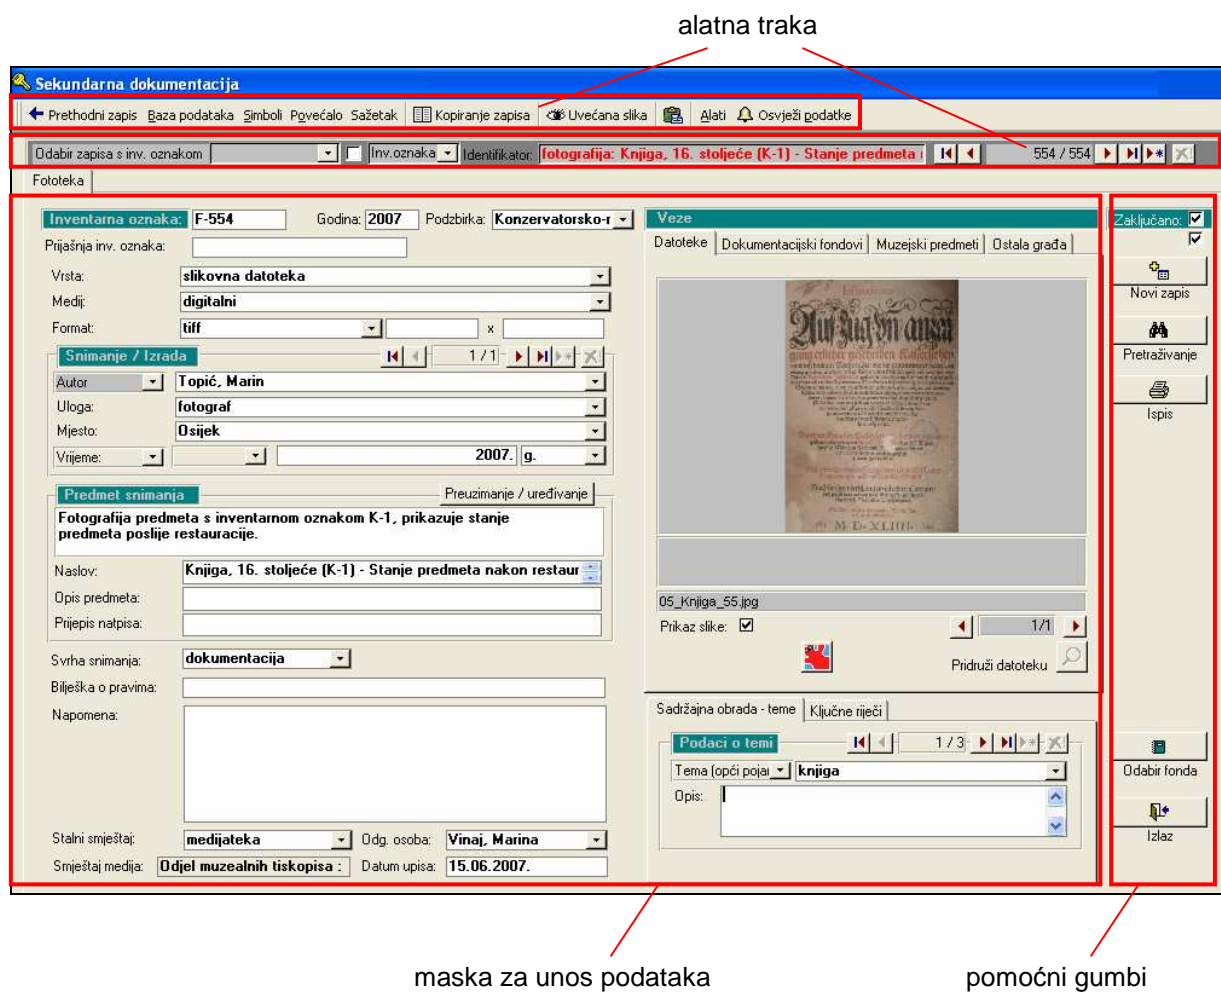 alatna traka
Sekundarna dokumentacija
Prethodni zapis Baza podataka Simboli Povećalo Sažetak Kopiranje zapisa Uvećana slika Alati Osvježi podatke
Odabir zapisa s inv. oznakom Inv.oznaka Identifikator: fotografija: Knjiga, 16. stoljeće (K-1) - Stanje predmeta 554 / 554
Fototeka
Inventarna oznaka: F-554 Godina: 2007 Podzbirka: Konzervatorsko-r
Prijašnja inv. oznaka:
Vrsta: slikovna datoteka
Medij: digitalni
Format: tiff x
Snimanje / Izrada 1 / 1
Autor Topić, Marin
Uloga: fotograf
Mjesto: Osijek
Vrijeme: 2007. g.
Predmet snimanja Preuzimanje / uređivanje
Fotografija predmeta s inventarnom oznakom K-1, prikazuje stanje
predmeta poslije restauracije.
Naslov: Knjiga, 16. stoljeće (K-1) - Stanje predmeta nakon restaur
Opis predmeta:
Prijepis natpisa:
Svrha snimanja: dokumentacija
Bilješka o pravima:
Napomena:
Stalni smještaj: medijateka Odg. osoba: Vinaj, Marina
Smještaj medija: Odjel muzealnih tiskopisa : Datum upisa: 15.06.2007.
Veze
Datoteke Dokumentacijski fondovi Muzejski predmeti Ostala građa
M. D. XLIIII.
05_Knjiga_55.jpg
Prikaz slike: 1/1
Pridruži datoteku
Sadržajna obrada - teme Ključne riječi
Podaci o temi 1 / 3
Tema (opći pojai knjiga
Opis:
Zaključano:
Novi zapis
Pretraživanje
Ispis
Odabir fonda
Izlaz
maska za unos podataka pomoćni gumbi